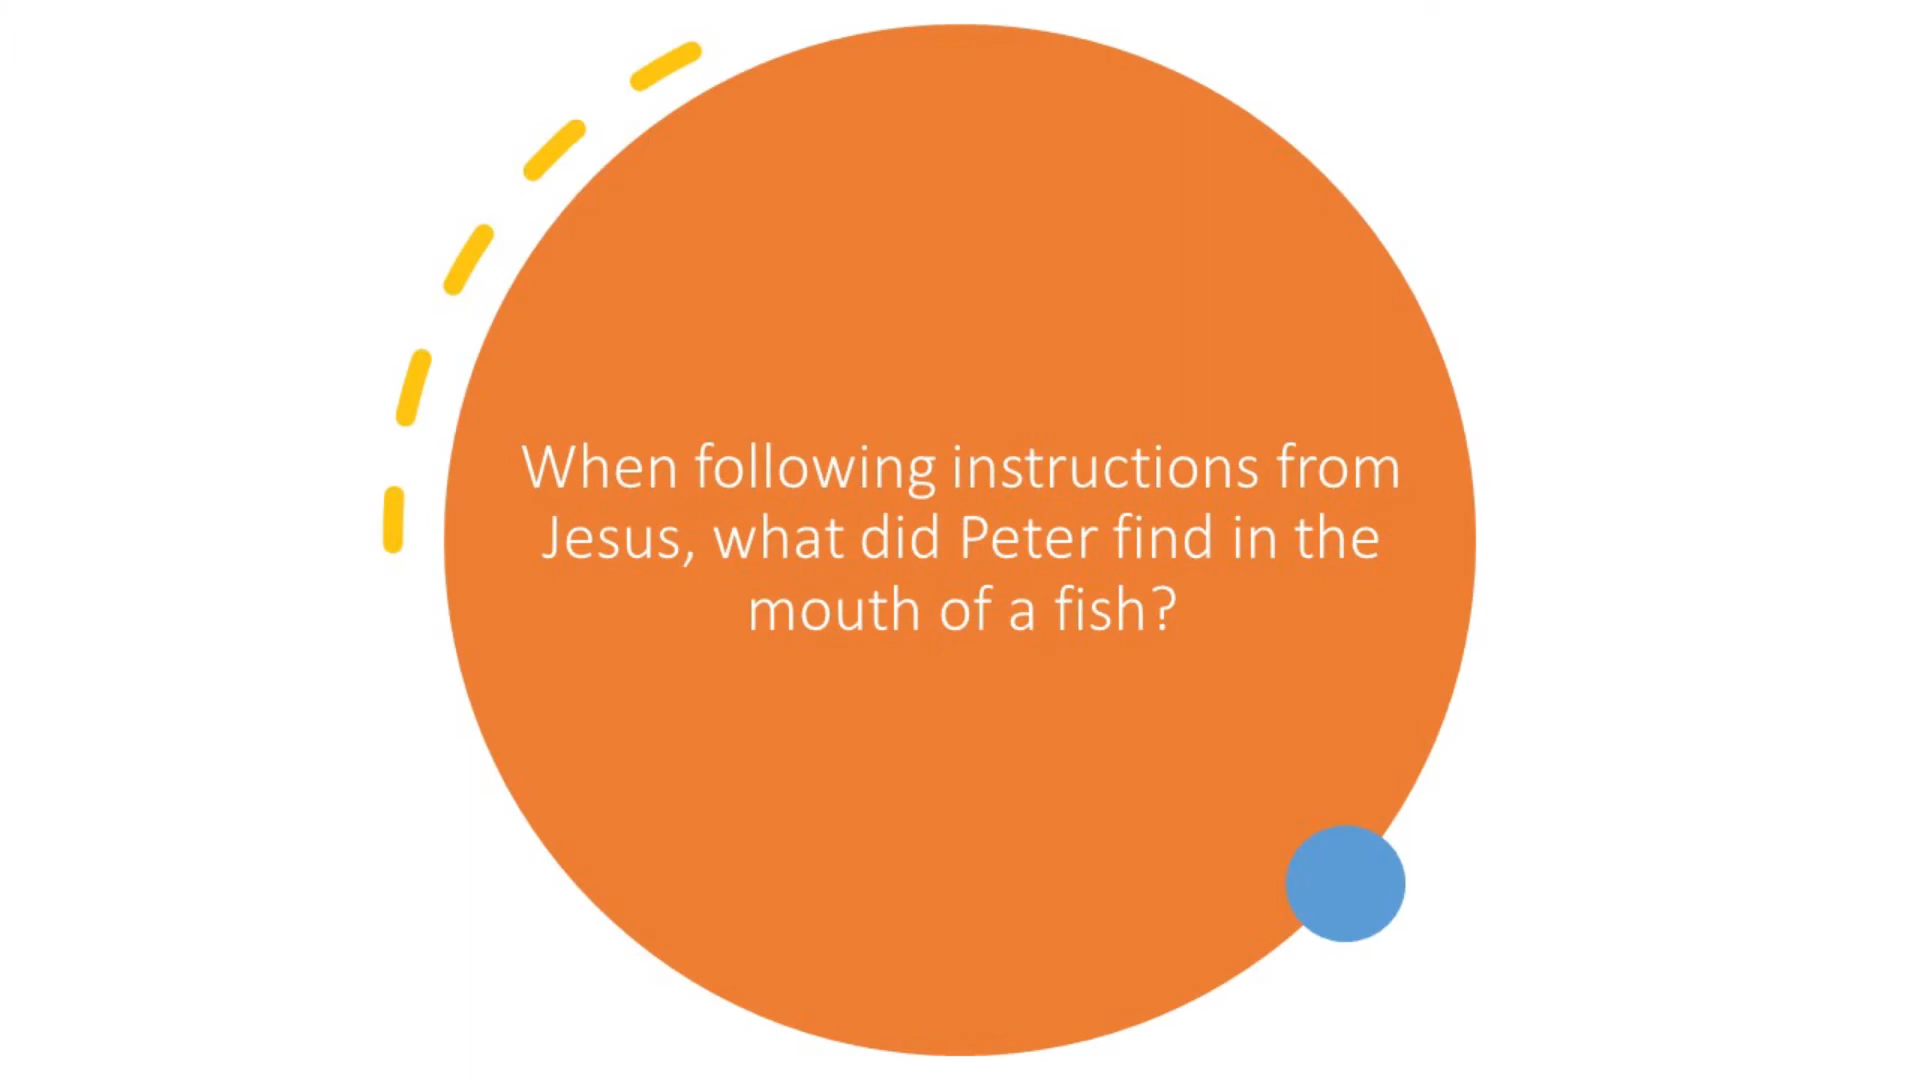 When following instructions from
Jesus, what did Peter find in the
mouth of a fish?